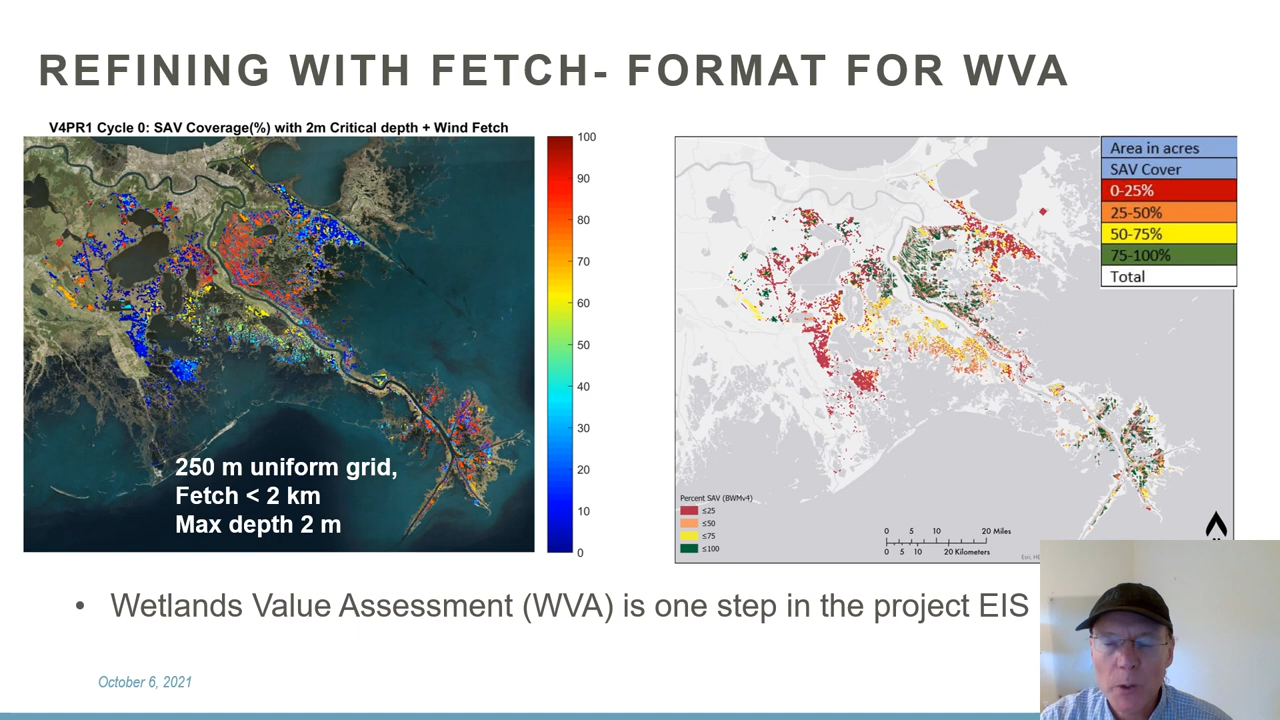 REFINING WITH FETCH- FORMAT FOR WVA
V4PR1 Cycle 0: SAV Coverage(%) with 2m Critical depth + Wind Fetch
100
90
80
70
60
50
40
30
20
10
0
250 m uniform grid,
Fetch < 2 km
Max depth 2 m
Area in acres
SAV Cover
0-25%
25-50%
50-75%
75-100%
Total
Percent SAV (BWMv4)
≤25
≤50
≤75
≤100
0 5 10 20 Miles
0 5 10 20 Kilometers
• Wetlands Value Assessment (WVA) is one step in the project EIS
October 6, 2021